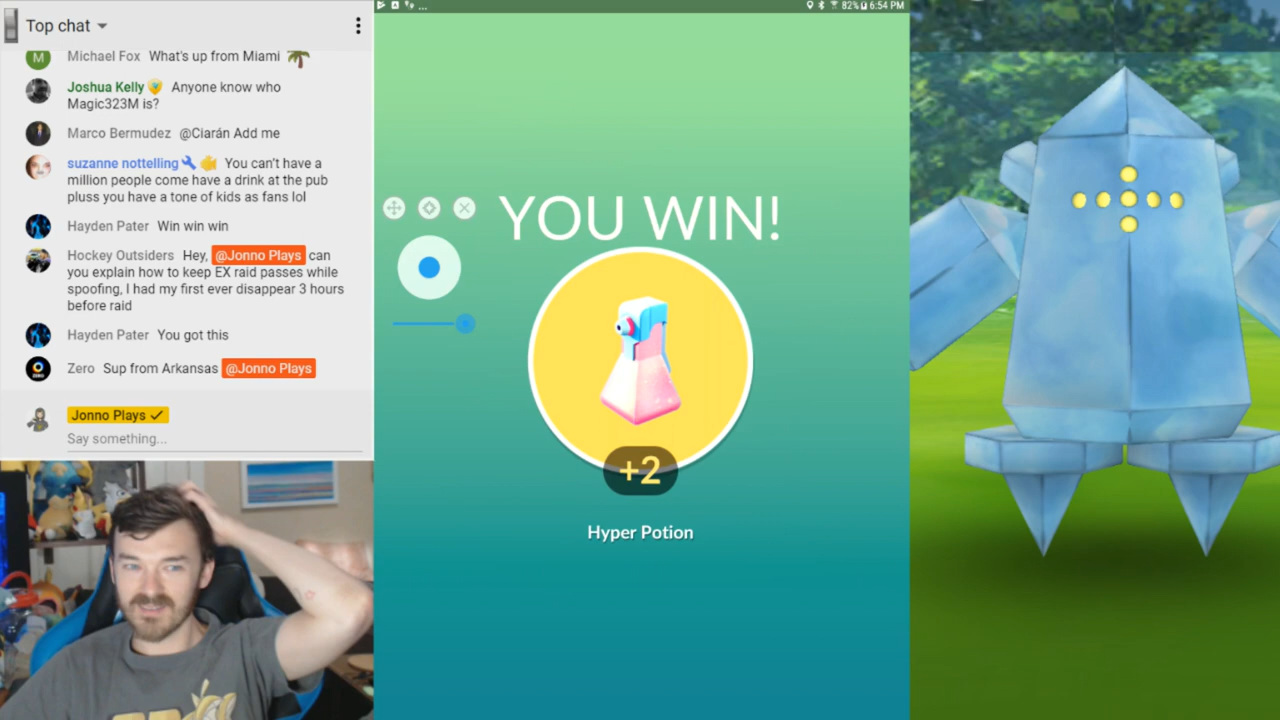 Top chat
Michael Fox What's up from Miami
Joshua Kelly Anyone know who
Magic323M is?
Marco Bermudez @Ciarán Add me
suzanne nottelling You can't have a
million people come have a drink at the pub
pluss you have a tone of kids as fans lol
Hayden Pater Win win win
Hockey Outsiders Hey, @Jonno Plays can
you explain how to keep EX raid passes while
spoofing, I had my first ever disappear 3 hours
before raid
Hayden Pater You got this
Zero Sup from Arkansas @Jonno Plays
Jonno Plays
Say something...
82% 6:54 PM
YOU WIN!
+2
Hyper Potion